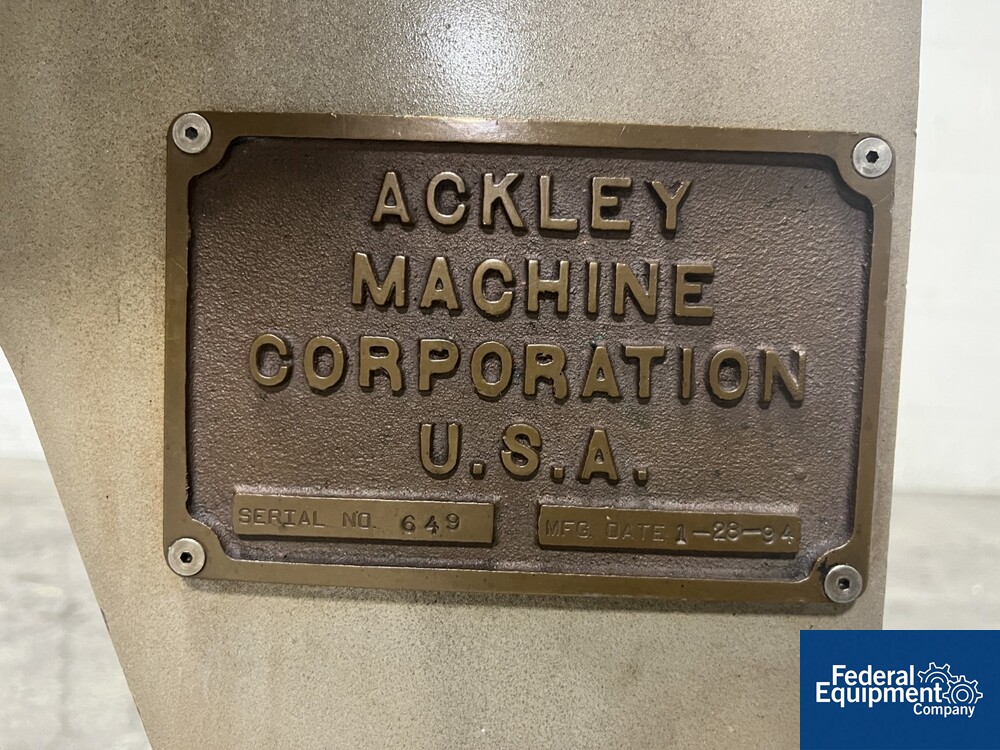 ACKLEY
MACHINE
CORPORATION
U.S.A.
SERIAL NO. 649
MFG. DATE 1-28-94
Federal
Equipment
Company